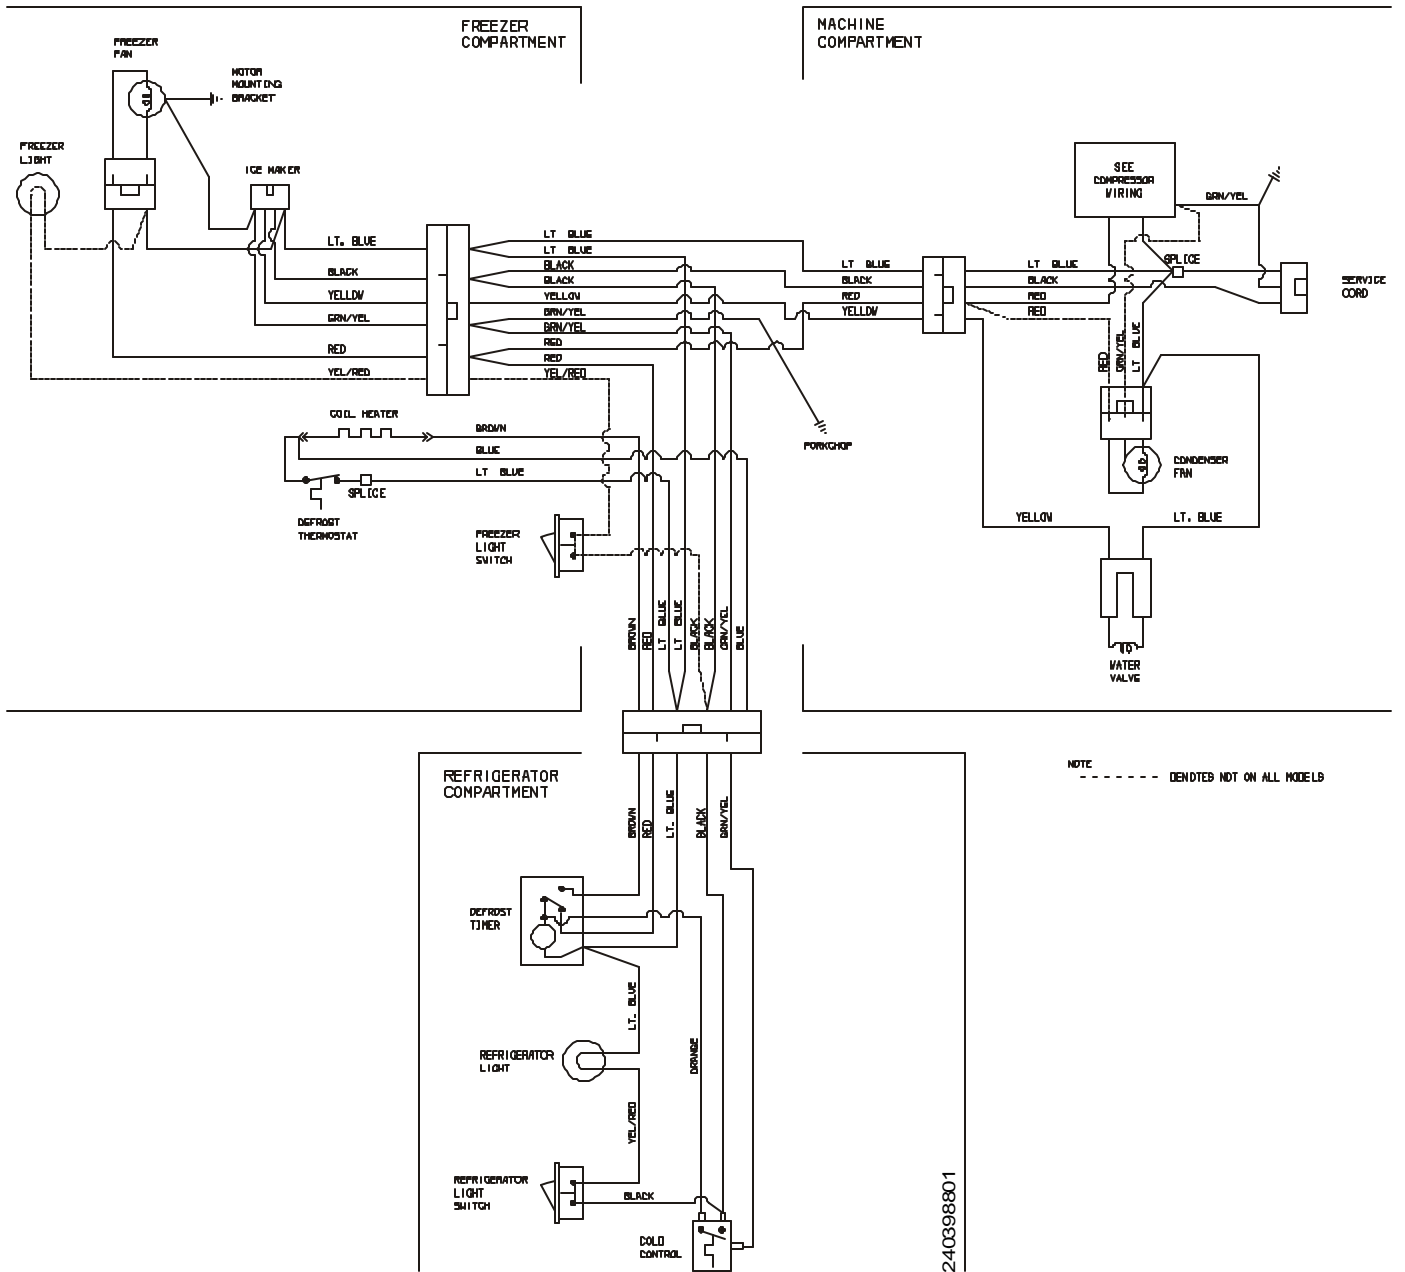 FREEZER
COMPARTMENT
MACHINE
COMPARTMENT
FREEZER
FAN
MOTOR
MOUNTING
BRACKET
FREEZER
LIGHT
ICE MAKER
LT. BLUE
BLACK
YELLOW
GRN/YEL
RED
YEL/RED
LT BLUE
LT BLUE
BLACK
BLACK
YELLOW
GRN/YEL
GRN/YEL
RED
RED
YEL/RED
LT BLUE
BLACK
RED
YELLOW
LT BLUE
BLACK
RED
RED
SEE
COMPRESSOR
WIRING
GRN/YEL
SPLICE
SERVICE
CORD
RED
GRN/YEL
LT BLUE
CONDENSER
FAN
YELLOW
LT. BLUE
WATER
VALVE
PORKCHOP
COIL HEATER
BROWN
BLUE
LT BLUE
SPLICE
DEFROST
THERMOSTAT
FREEZER
LIGHT
SWITCH
BROWN
RED
LT BLUE
LT BLUE
BLACK
BLACK
GRN/YEL
BLUE
REFRIGERATOR
COMPARTMENT
NOTE
DENOTES NOT ON ALL MODELS
BROWN
RED
LT. BLUE
BLACK
GRN/YEL
DEFROST
TIMER
LT. BLUE
REFRIGERATOR
LIGHT
ORANGE
YEL/RED
REFRIGERATOR
LIGHT
SWITCH
BLACK
COLD
CONTROL
240398801